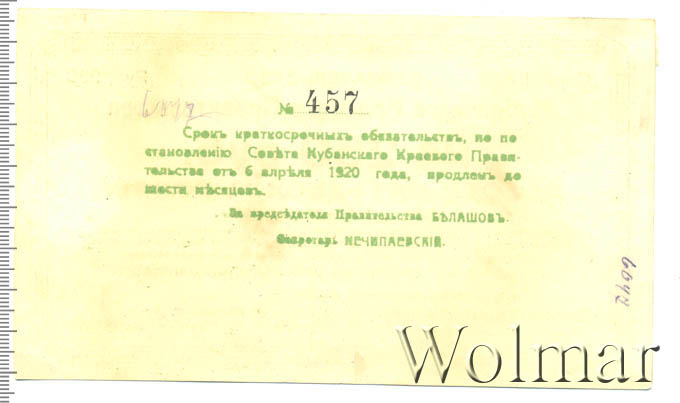 № 457
Срокъ краткосрочныхъ обязательствъ, по по
становленію Совѣта Кубанскаго Краевого Прави-
тельства отъ 6 апрѣля 1920 года, продленъ до
шести мѣсяцевъ.
За предсѣдателя Правительства БѢЛАШОВЪ.
Секретарь НЕЧИПАЕВСКІЙ.
Wolmar